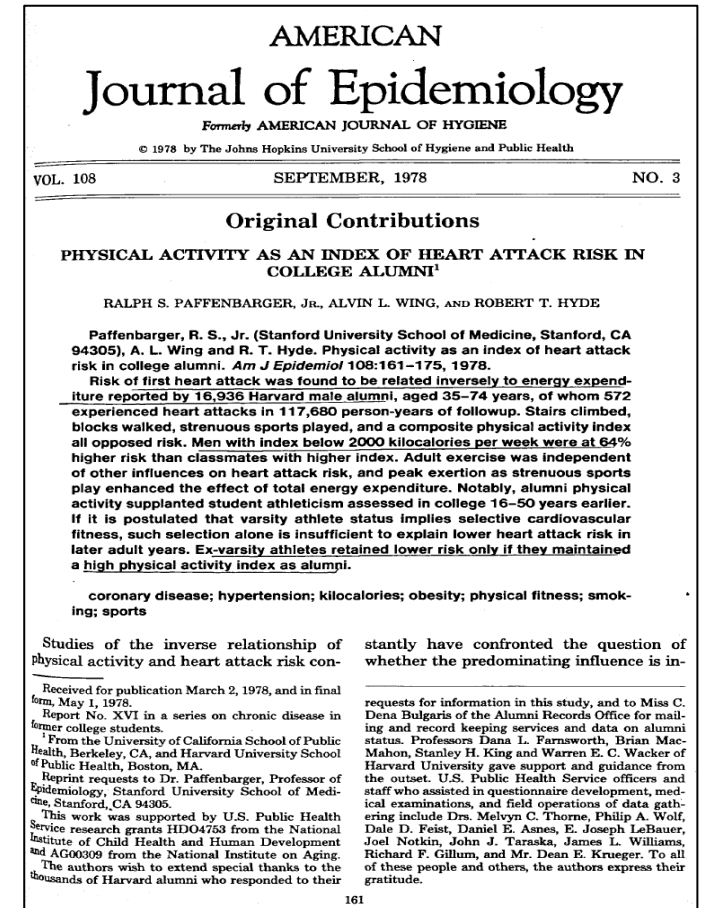 AMERICAN
Journal of Epidemiology
Formerly AMERICAN JOURNAL OF HYGIENE
© 1978 by The Johns Hopkins University School of Hygiene and Public Health
VOL. 108 SEPTEMBER, 1978 NO. 3
Original Contributions
PHYSICAL ACTIVITY AS AN INDEX OF HEART ATTACK RISK IN
COLLEGE ALUMNI¹
RALPH S. PAFFENBARGER, JR., ALVIN L. WING, AND ROBERT T. HYDE
Paffenbarger, R. S., Jr. (Stanford University School of Medicine, Stanford, CA
94305), A. L. Wing and R. T. Hyde. Physical activity as an index of heart attack
risk in college alumni. Am J Epidemiol 108:161–175, 1978.
Risk of first heart attack was found to be related inversely to energy expend-
iture reported by 16,936 Harvard male alumni, aged 35–74 years, of whom 572
experienced heart attacks in 117,680 person-years of followup. Stairs climbed,
blocks walked, strenuous sports played, and a composite physical activity index
all opposed risk. Men with index below 2000 kilocalories per week were at 64%
higher risk than classmates with higher index. Adult exercise was independent
of other influences on heart attack risk, and peak exertion as strenuous sports
play enhanced the effect of total energy expenditure. Notably, alumni physical
activity supplanted student athleticism assessed in college 16–50 years earlier.
If it is postulated that varsity athlete status implies selective cardiovascular
fitness, such selection alone is insufficient to explain lower heart attack risk in
later adult years. Ex-varsity athletes retained lower risk only if they maintained
a high physical activity index as alumni.
coronary disease; hypertension; kilocalories; obesity; physical fitness; smok-
ing; sports
Studies of the inverse relationship of
physical activity and heart attack risk con-
Received for publication March 2, 1978, and in final
form, May 1, 1978.
Report No. XVI in a series on chronic disease in
former college students.
¹ From the University of California School of Public
Health, Berkeley, CA, and Harvard University School
of Public Health, Boston, MA.
Reprint requests to Dr. Paffenbarger, Professor of
Epidemiology, Stanford University School of Medi-
cine, Stanford, CA 94305.
This work was supported by U.S. Public Health
Service research grants HDO4753 from the National
Institute of Child Health and Human Development
and AG00309 from the National Institute on Aging.
The authors wish to extend special thanks to the
thousands of Harvard alumni who responded to their
stantly have confronted the question of
whether the predominating influence is in-
requests for information in this study, and to Miss C.
Dena Bulgaris of the Alumni Records Office for mail-
ing and record keeping services and data on alumni
status. Professors Dana L. Farnsworth, Brian Mac-
Mahon, Stanley H. King and Warren E. C. Wacker of
Harvard University gave support and guidance from
the outset. U.S. Public Health Service officers and
staff who assisted in questionnaire development, med-
ical examinations, and field operations of data gath-
ering include Drs. Melvyn C. Thorne, Philip A. Wolf,
Dale D. Feist, Daniel E. Asnes, E. Joseph LeBauer,
Joel Notkin, John J. Taraska, James L. Williams,
Richard F. Gillum, and Mr. Dean E. Krueger. To all
of these people and others, the authors express their
gratitude.
161